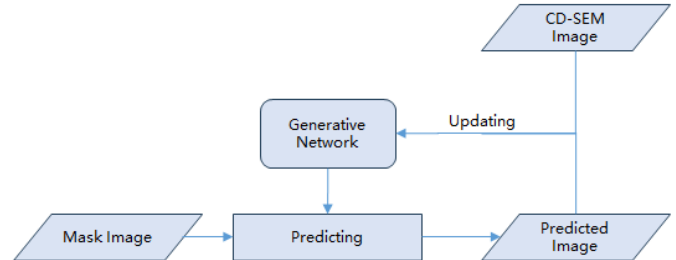 CD-SEM
Image
Updating
Generative
Network
Mask Image
Predicting
Predicted
Image